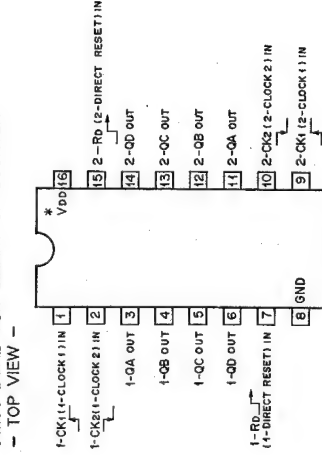 - TOP VIEW -
1-CK1(1-CLOCK 1)IN 1
1-CK2(1-CLOCK 2)IN 2
1-QA OUT 3
1-QB OUT 4
1-QC OUT 5
1-QD OUT 6
1-RD
(1-DIRECT RESET) IN 7
8 GND
*
VDD 16
15 2-RD (2-DIRECT RESET) IN
14 2-QD OUT
13 2-QC OUT
12 2-QB OUT
11 2-QA OUT
10 2-CK2(2-CLOCK 2) IN
9 2-CK1(2-CLOCK 1) IN